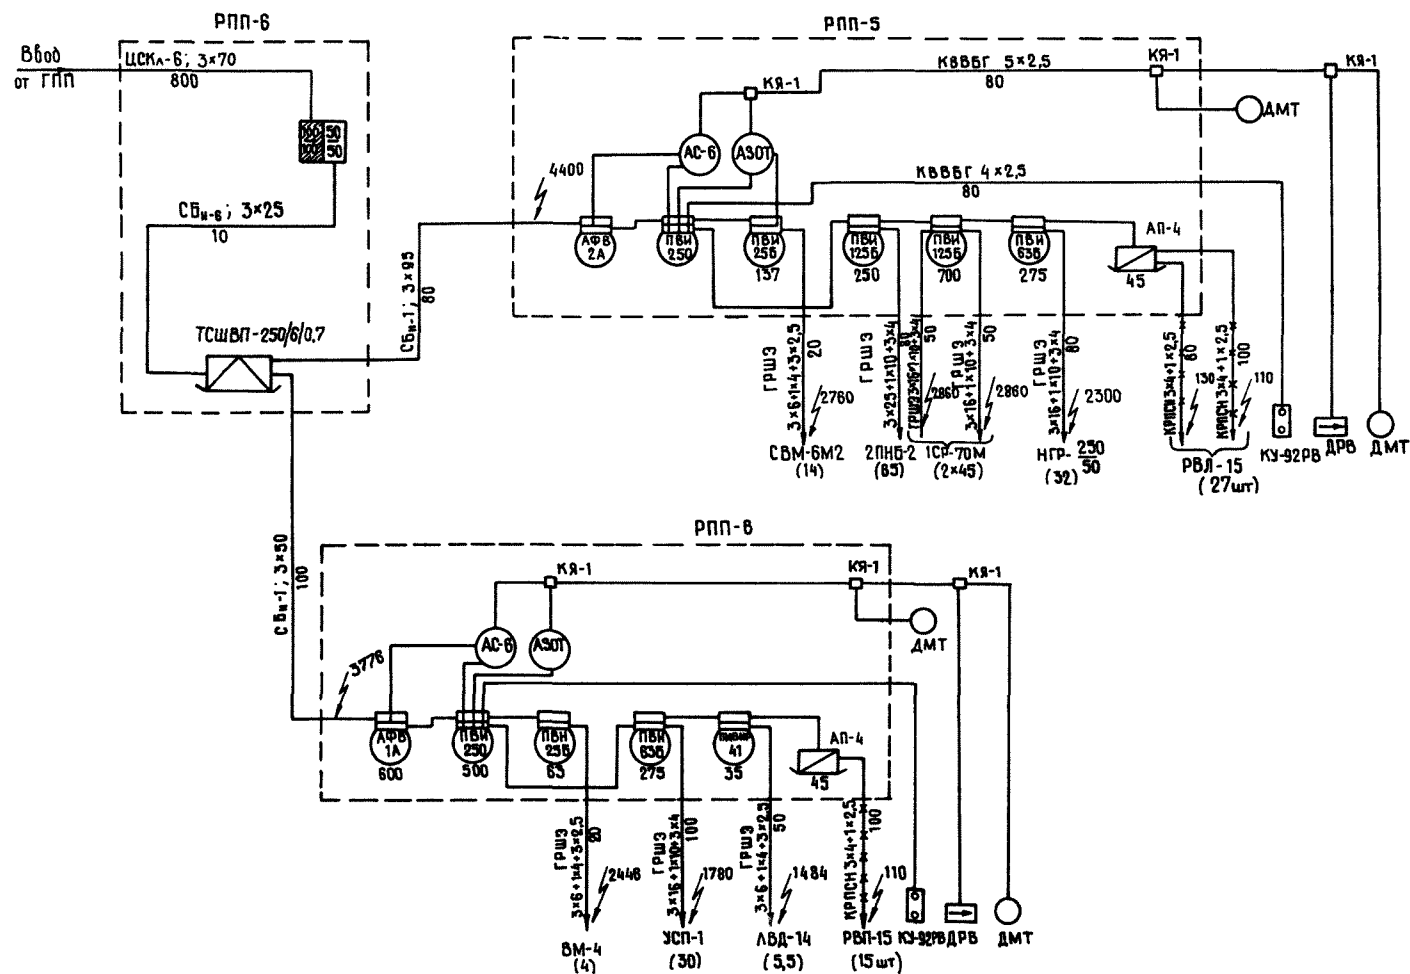 РПП-6
Ввод
от ГПП
ЦСКл-6; 3×70
800
100 50
100 50
СБн-6; 3×25
10
ТСШВП-250/6/0,7
СБн-1; 3×95
80
СБн-1; 3×50
100
РПП-5
КЯ-1
КВВБГ 5×2,5
80
КЯ-1
КЯ-1
ДМТ
АС-6
АЗОТ
КВВБГ 4×2,5
80
4400
АФВ
2А
ПВИ
250
ПВИ
25Б
137
ПВИ
125Б
250
ПВИ
125Б
700
ПВИ
63Б
275
АП-4
45
ГРШЭ
3×6+1×4+3×2,5
20
2760
СВМ-6М2
(14)
ГРШЭ
3×25+1×10+3×4
2ПНБ-2
(65)
ГРШЭ 3×16+1×10+3×4
50
2860
ГРШЭ
3×16+1×10+3×4
50
2860
1СР-70М
(2×45)
ГРШЭ
3×16+1×10+3×4
80
2300
НГР-250/50
(32)
КРПСН 3×4+1×2,5
60
130
КРПСН 3×4+1×2,5
100
110
РВЛ-15
(27шт)
КУ-92РВ
ДРВ
ДМТ
РПП-6
КЯ-1
КЯ-1
КЯ-1
ДМТ
АС-6
АЗОТ
3776
АФВ
1А
600
ПВИ
250
500
ПВИ
25Б
63
ПВИ
63Б
275
41
35
АП-4
45
ГРШЭ
3×6+1×4+3×2,5
20
2446
ВМ-4
(4)
ГРШЭ
3×16+1×10+3×4
100
1780
УСП-1
(30)
ГРШЭ
3×6+1×4+3×2,5
50
1484
ЛВД-14
(5,5)
КРПСН 3×4+1×2,5
100
110
РВП-15
(15шт)
КУ-92РВ
ДРВ
ДМТ